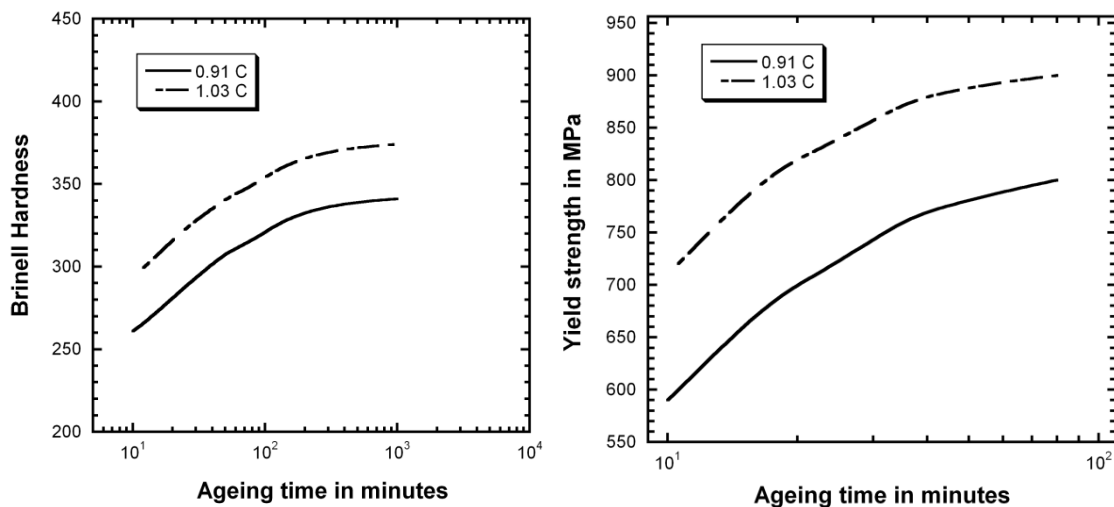 Brinell Hardness
450
400
350
300
250
200
0.91 C
1.03 C
10¹ 10² 10³ 10⁴
Ageing time in minutes
Yield strength in MPa
950
900
850
800
750
700
650
600
550
0.91 C
1.03 C
10¹ 10²
Ageing time in minutes